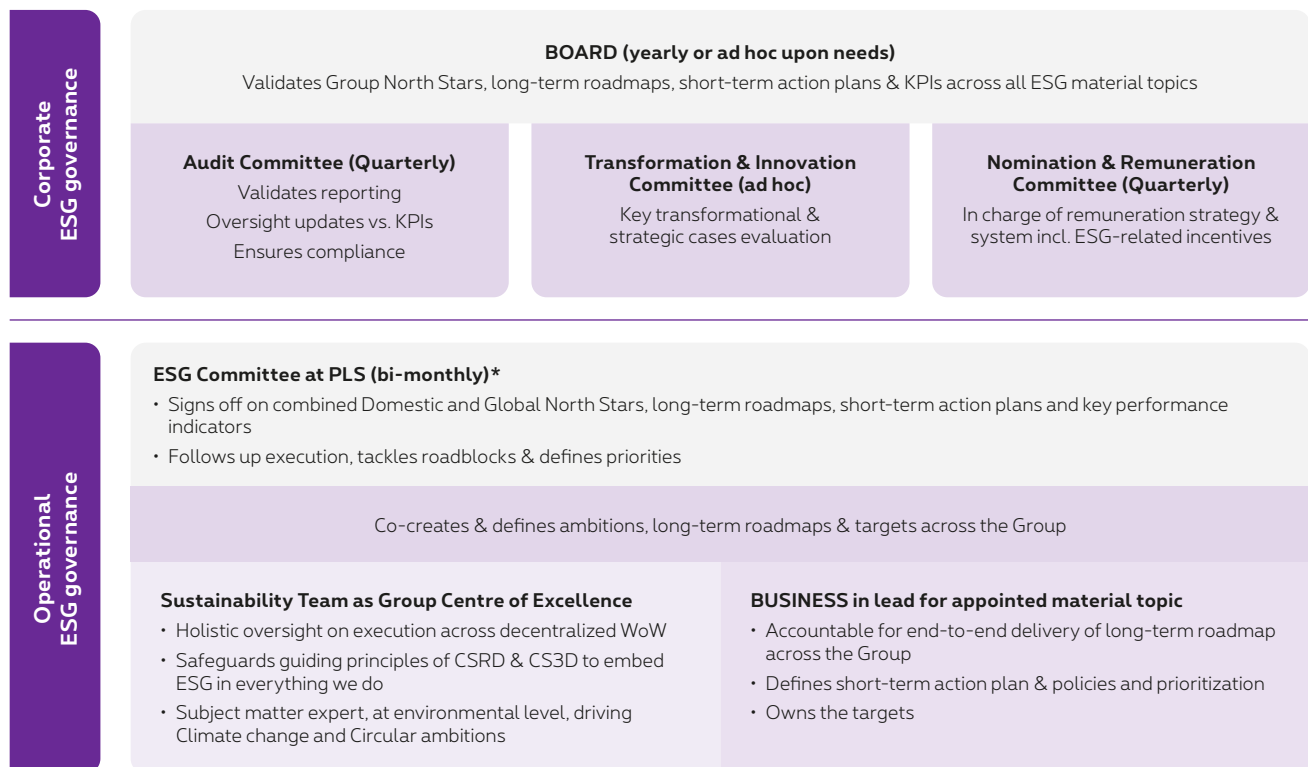 Corporate
ESG governance
BOARD (yearly or ad hoc upon needs)
Validates Group North Stars, long-term roadmaps, short-term action plans & KPIs across all ESG material topics
Audit Committee (Quarterly)
Validates reporting
Oversight updates vs. KPIs
Ensures compliance
Transformation & Innovation
Committee (ad hoc)
Key transformational &
strategic cases evaluation
Nomination & Remuneration
Committee (Quarterly)
In charge of remuneration strategy &
system incl. ESG-related incentives
Operational
ESG governance
ESG Committee at PLS (bi-monthly)*
• Signs off on combined Domestic and Global North Stars, long-term roadmaps, short-term action plans and key performance
indicators
• Follows up execution, tackles roadblocks & defines priorities
Co-creates & defines ambitions, long-term roadmaps & targets across the Group
Sustainability Team as Group Centre of Excellence
• Holistic oversight on execution across decentralized WoW
• Safeguards guiding principles of CSRD & CS3D to embed
ESG in everything we do
• Subject matter expert, at environmental level, driving
Climate change and Circular ambitions
BUSINESS in lead for appointed material topic
• Accountable for end-to-end delivery of long-term roadmap
across the Group
• Defines short-term action plan & policies and prioritization
• Owns the targets